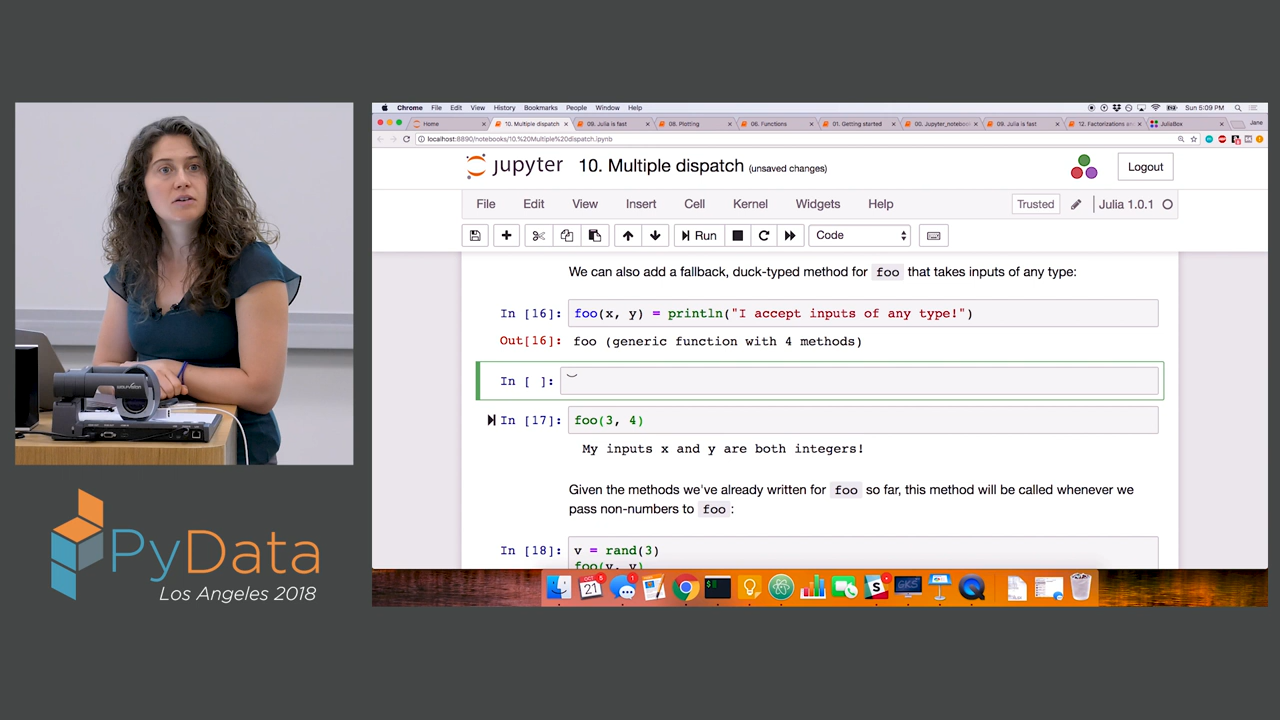 Chrome File Edit View History Bookmarks People Window Help
Sun 5:09 PM
Home 10. Multiple dispatch 09. Julia is fast 08. Plotting 06. Functions 01. Getting started 00. Jupyter_notebook 09. Julia is fast 12. Factorizations an JuliaBox Jane
localhost:8890/notebooks/10.%20Multiple%20dispatch.ipynb
jupyter 10. Multiple dispatch (unsaved changes) Logout
File Edit View Insert Cell Kernel Widgets Help Trusted Julia 1.0.1
Run Code
We can also add a fallback, duck-typed method for foo that takes inputs of any type:
In [16]: foo(x, y) = println("I accept inputs of any type!")
Out[16]: foo (generic function with 4 methods)
In [ ]:
In [17]: foo(3, 4)
My inputs x and y are both integers!
Given the methods we've already written for foo so far, this method will be called whenever we
pass non-numbers to foo :
In [18]: v = rand(3)
foo(v, v)
PyData
Los Angeles 2018